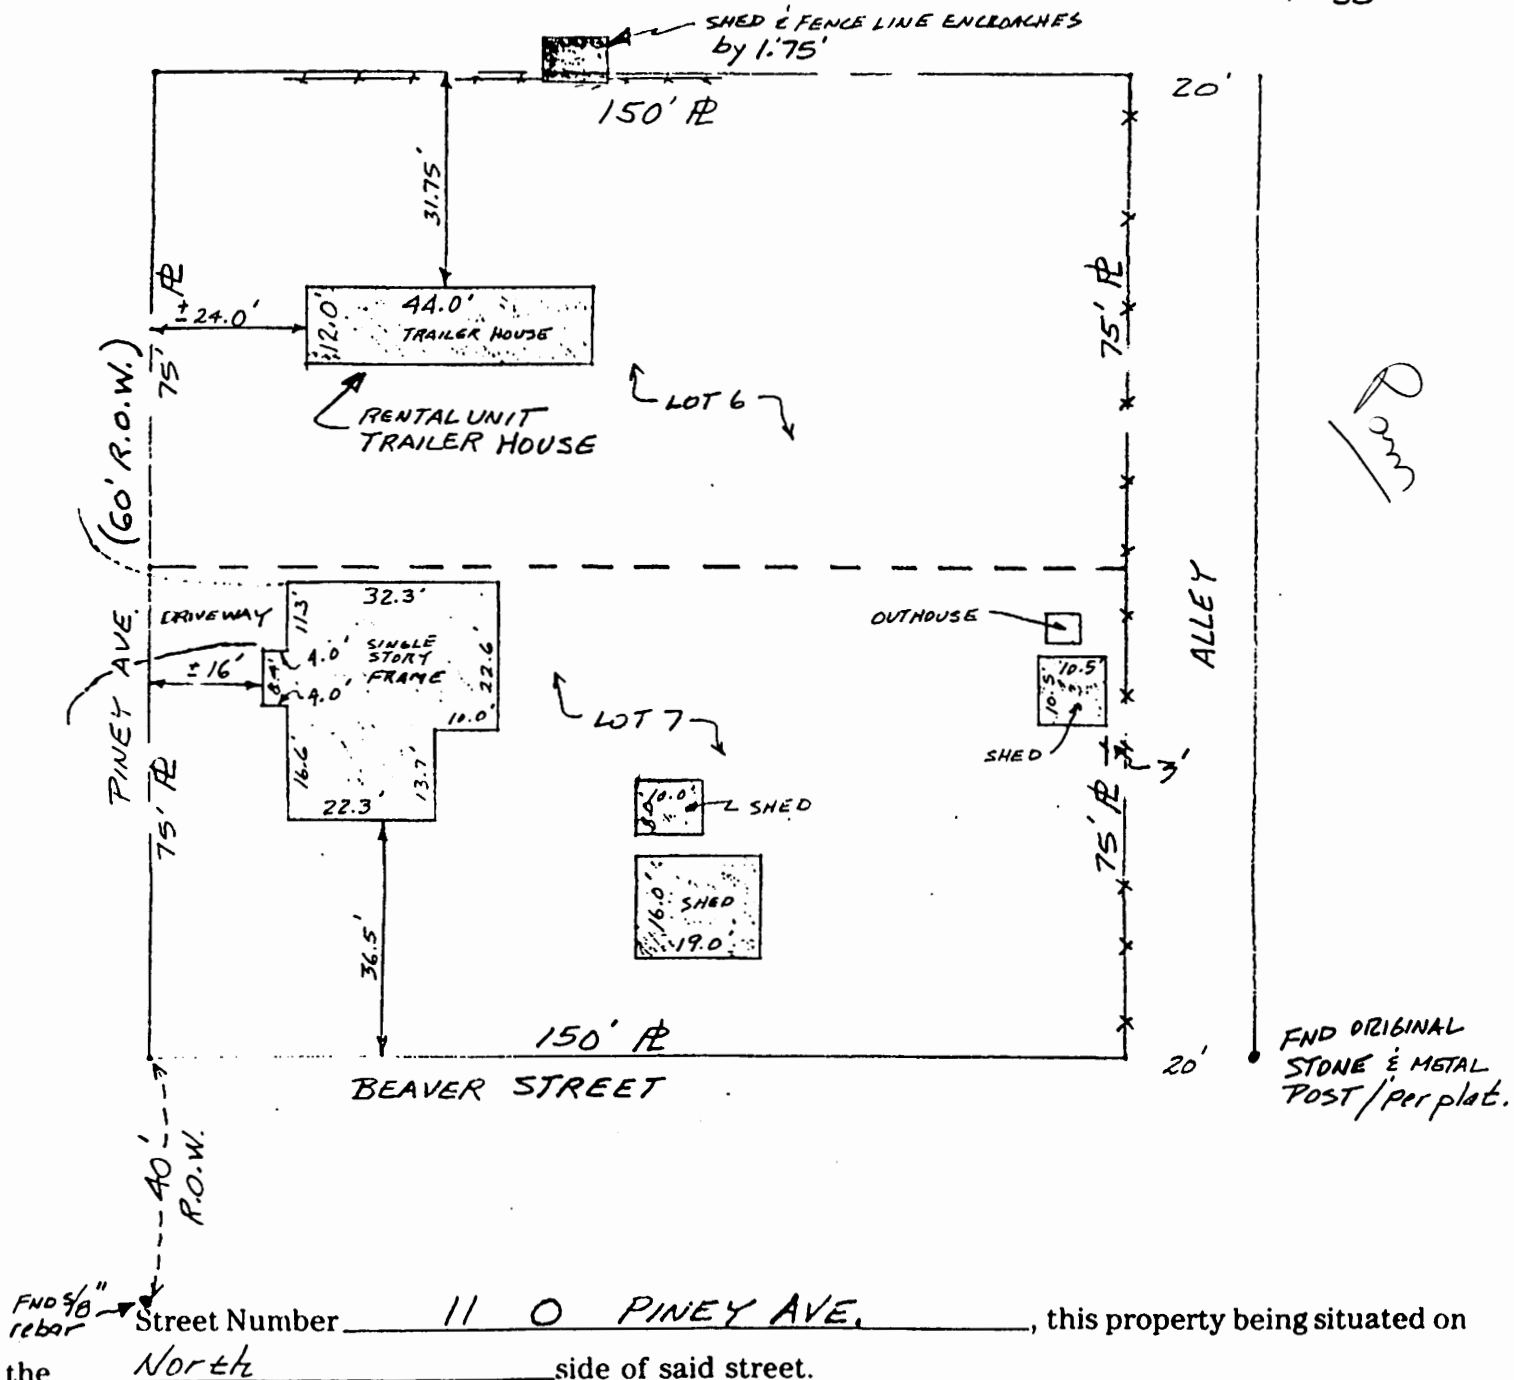 SHED & FENCE LINE ENCROACHES
by 1.75'
150' PL
20'
31.75'
PL
75'
±24.0'
12.0'
44.0'
TRAILER HOUSE
RENTAL UNIT
TRAILER HOUSE
LOT 6
75' PL
(60' R.O.W.)
PINEY AVE.
ALLEY
DRIVEWAY
11.3'
32.3'
SINGLE
STORY
FRAME
4.0'
8.4'
4.0'
±16'
22.6'
10.0'
16.6'
13.7'
22.3'
75' PL
LOT 7
OUTHOUSE
10.5'
10.5'
SHED
3'
75' PL
10.0'
8.0'
SHED
16.0'
SHED
19.0'
36.5'
150' PL
BEAVER STREET
20'
FND ORIGINAL
STONE & METAL
POST / per plat.
40'
R.O.W.
FND 5/8"
rebar
Street Number 11 0 PINEY AVE. , this property being situated on
the North side of said street.